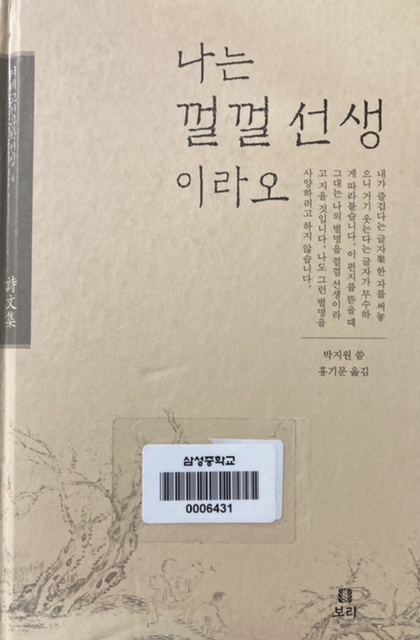 나는
껄껄 선생
이라오
내가 즐겁다는 글자樂 한 자를 써놓
으니 거기 웃는다는 글자가 무수하
게 따라붙습니다. 이 편지를 뜯을 때
그대는 나의 별명을 껄껄 선생이라
고 지을 것입니다. 나도 그런 별명을
사양하려고 하지 않습니다.
박지원 씀
홍기문 옮김
詩文集
삼성중학교
0006431
보리